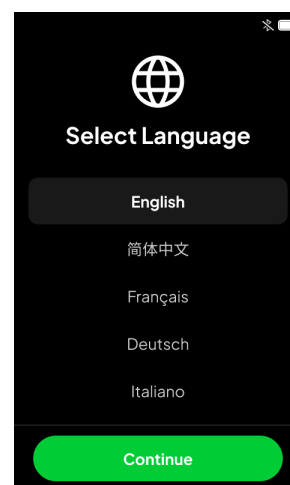 Select Language
English
简体中文
Français
Deutsch
Italiano
Continue